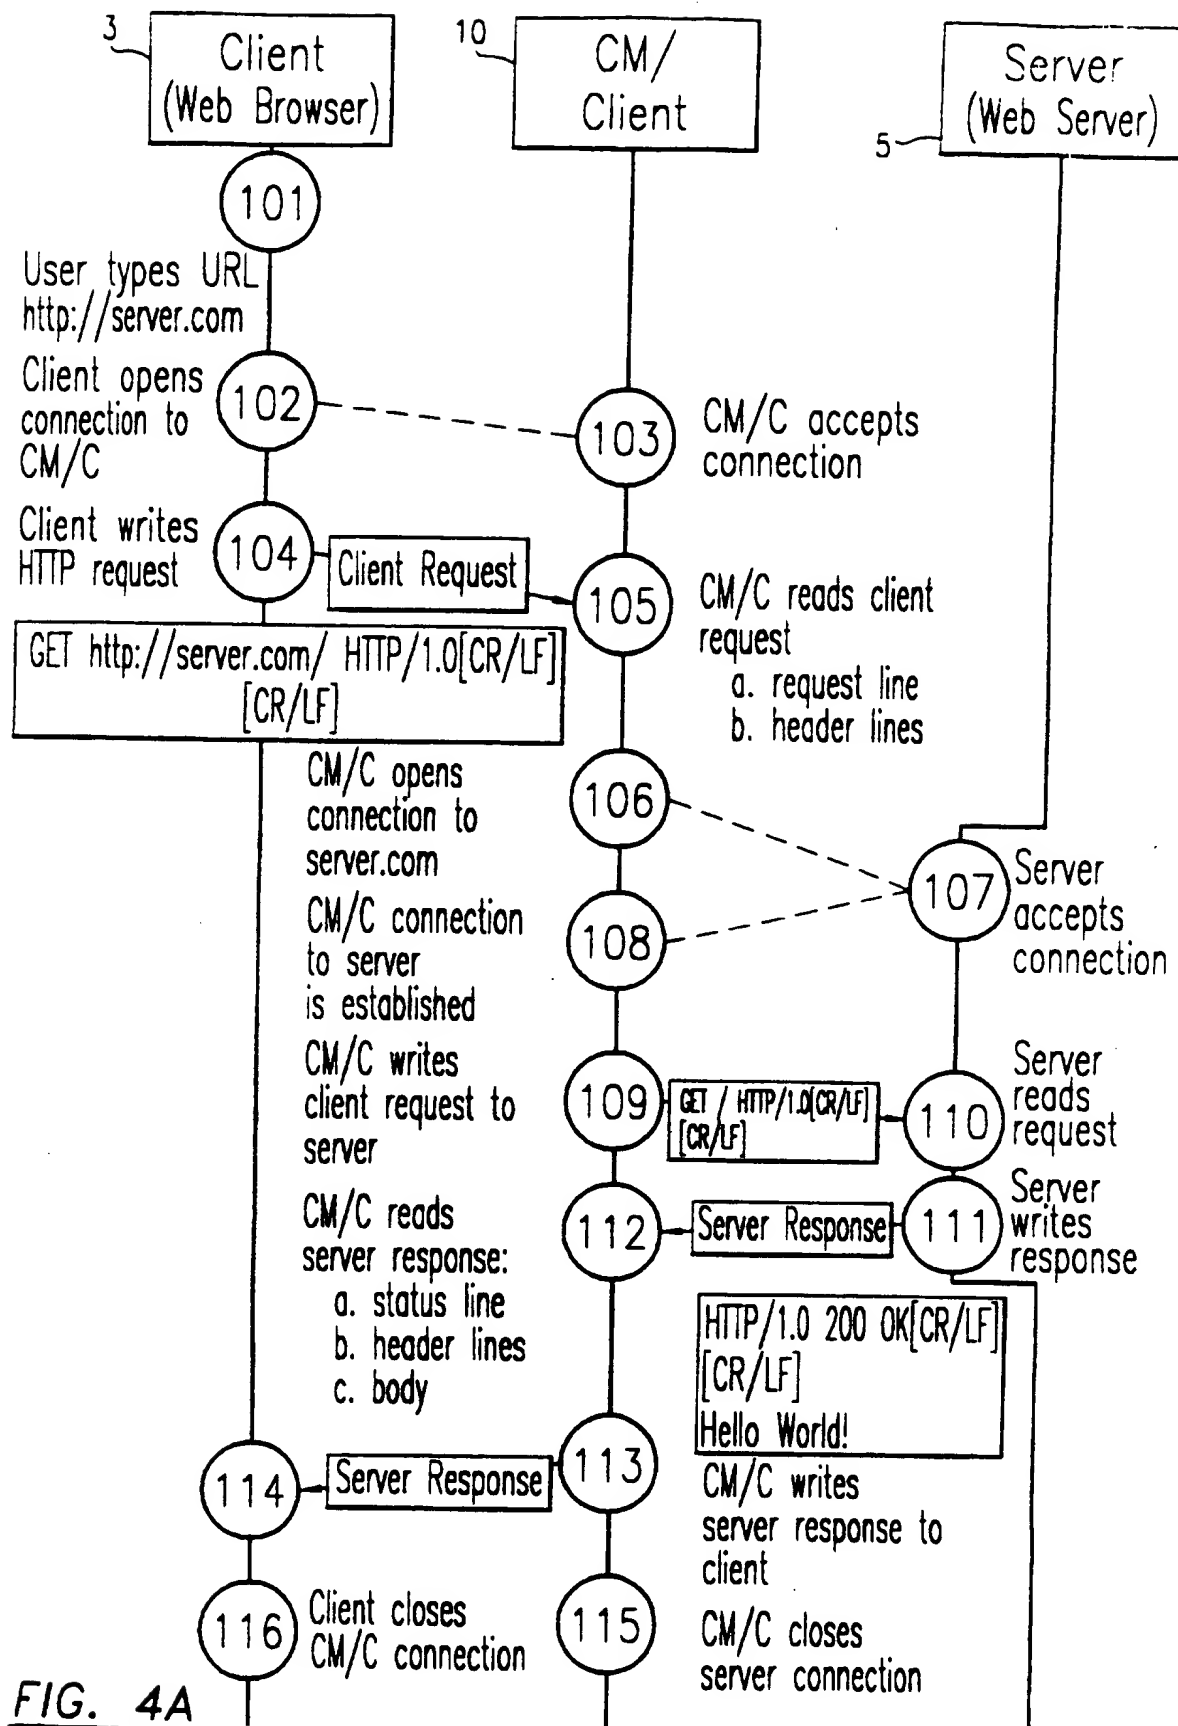 3
Client
(Web Browser)
10
CM/
Client
5
Server
(Web Server)
101
User types URL
http://server.com
Client opens
connection to
CM/C
102
103
CM/C accepts
connection
Client writes
HTTP request
104
Client Request
105
CM/C reads client
request
a. request line
b. header lines
GET http://server.com/ HTTP/1.0[CR/LF]
[CR/LF]
CM/C opens
connection to
server.com
106
107
Server
accepts
connection
CM/C connection
to server
is established
108
CM/C writes
client request to
server
109
GET / HTTP/1.0[CR/LF]
[CR/LF]
110
Server
reads
request
CM/C reads
server response:
a. status line
b. header lines
c. body
112
Server Response
111
Server
writes
response
HTTP/1.0 200 OK[CR/LF]
[CR/LF]
Hello World!
114
Server Response
113
CM/C writes
server response to
client
116
Client closes
CM/C connection
115
CM/C closes
server connection
FIG. 4A